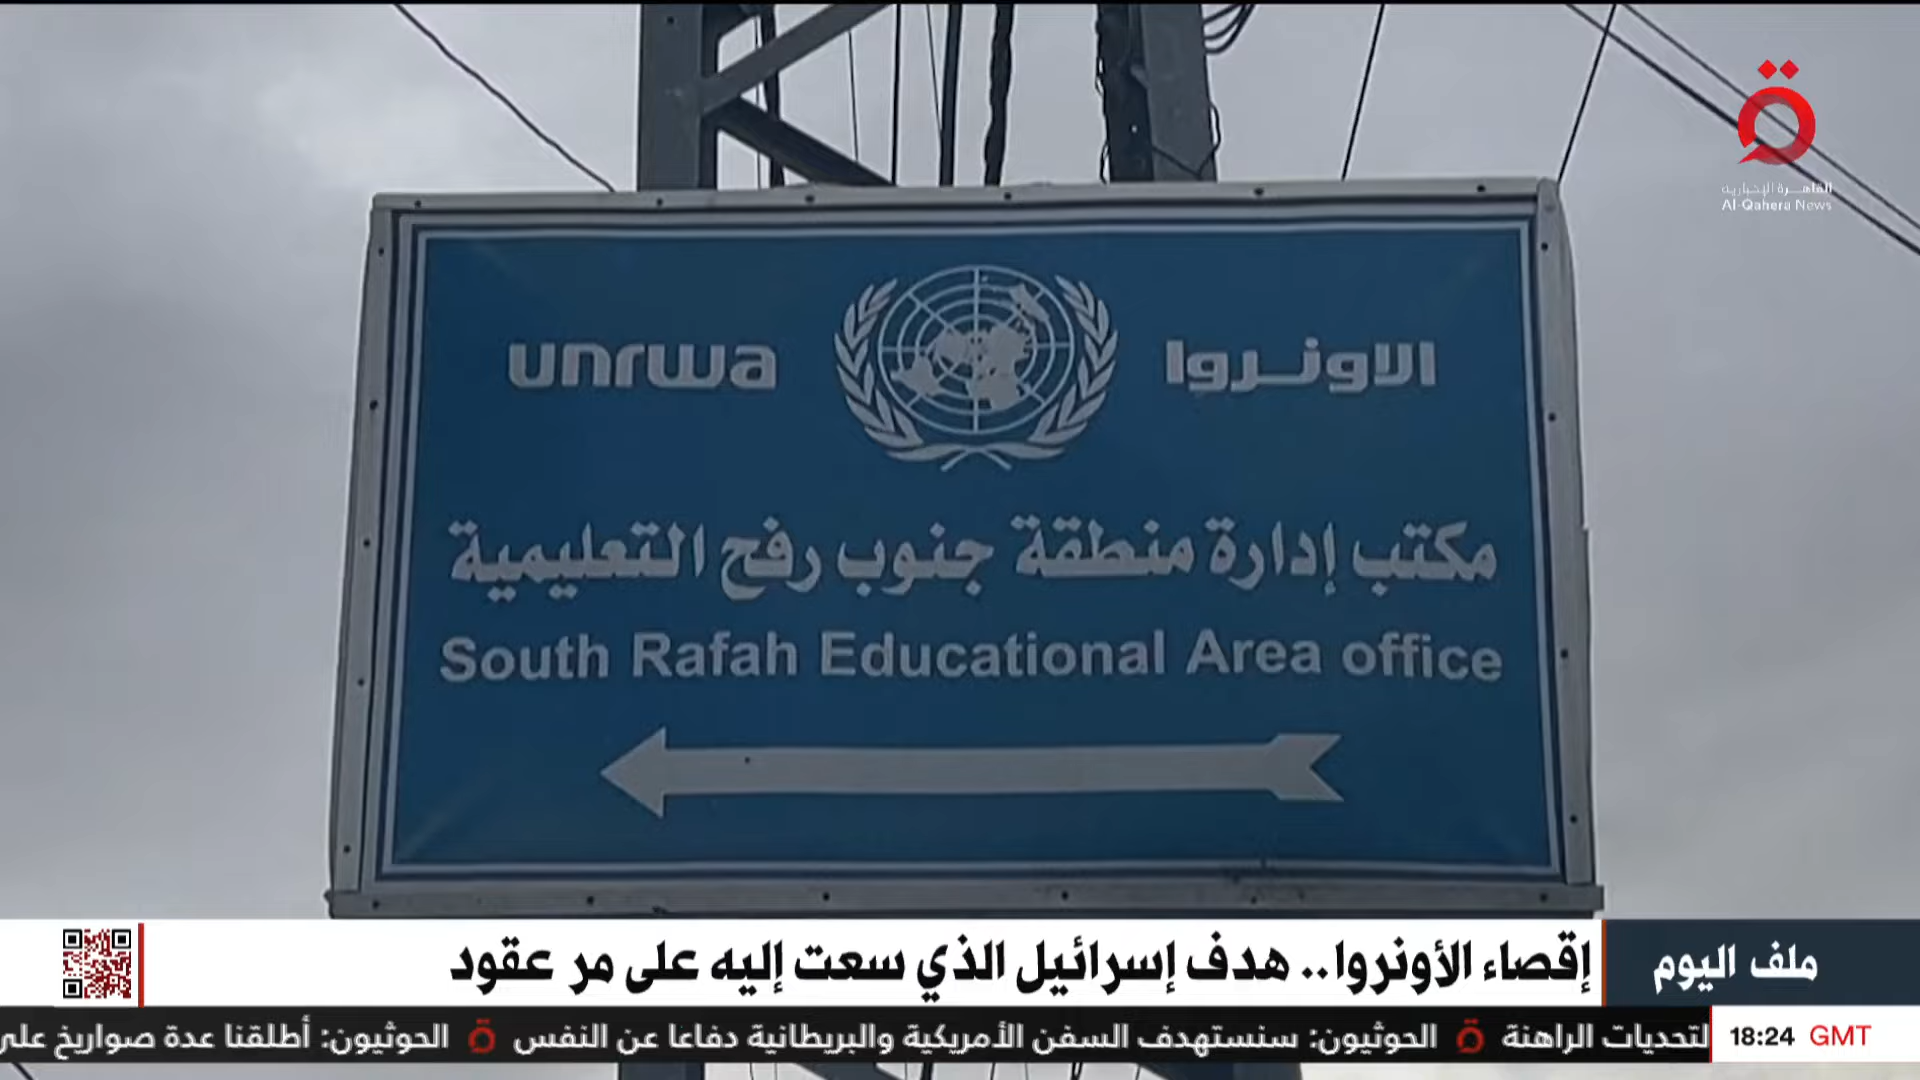 القاهرة الإخبارية
Al-Qahera News
unrwa
الاونروا
مكتب إدارة منطقة جنوب رفح التعليمية
South Rafah Educational Area office
ملف اليوم
إقصاء الأونروا.. هدف إسرائيل الذي سعت إليه على مر عقود
18:24 GMT
لتحديات الراهنة
الحوثيون: سنستهدف السفن الأمريكية والبريطانية دفاعا عن النفس
الحوثيون: أطلقنا عدة صواريخ على